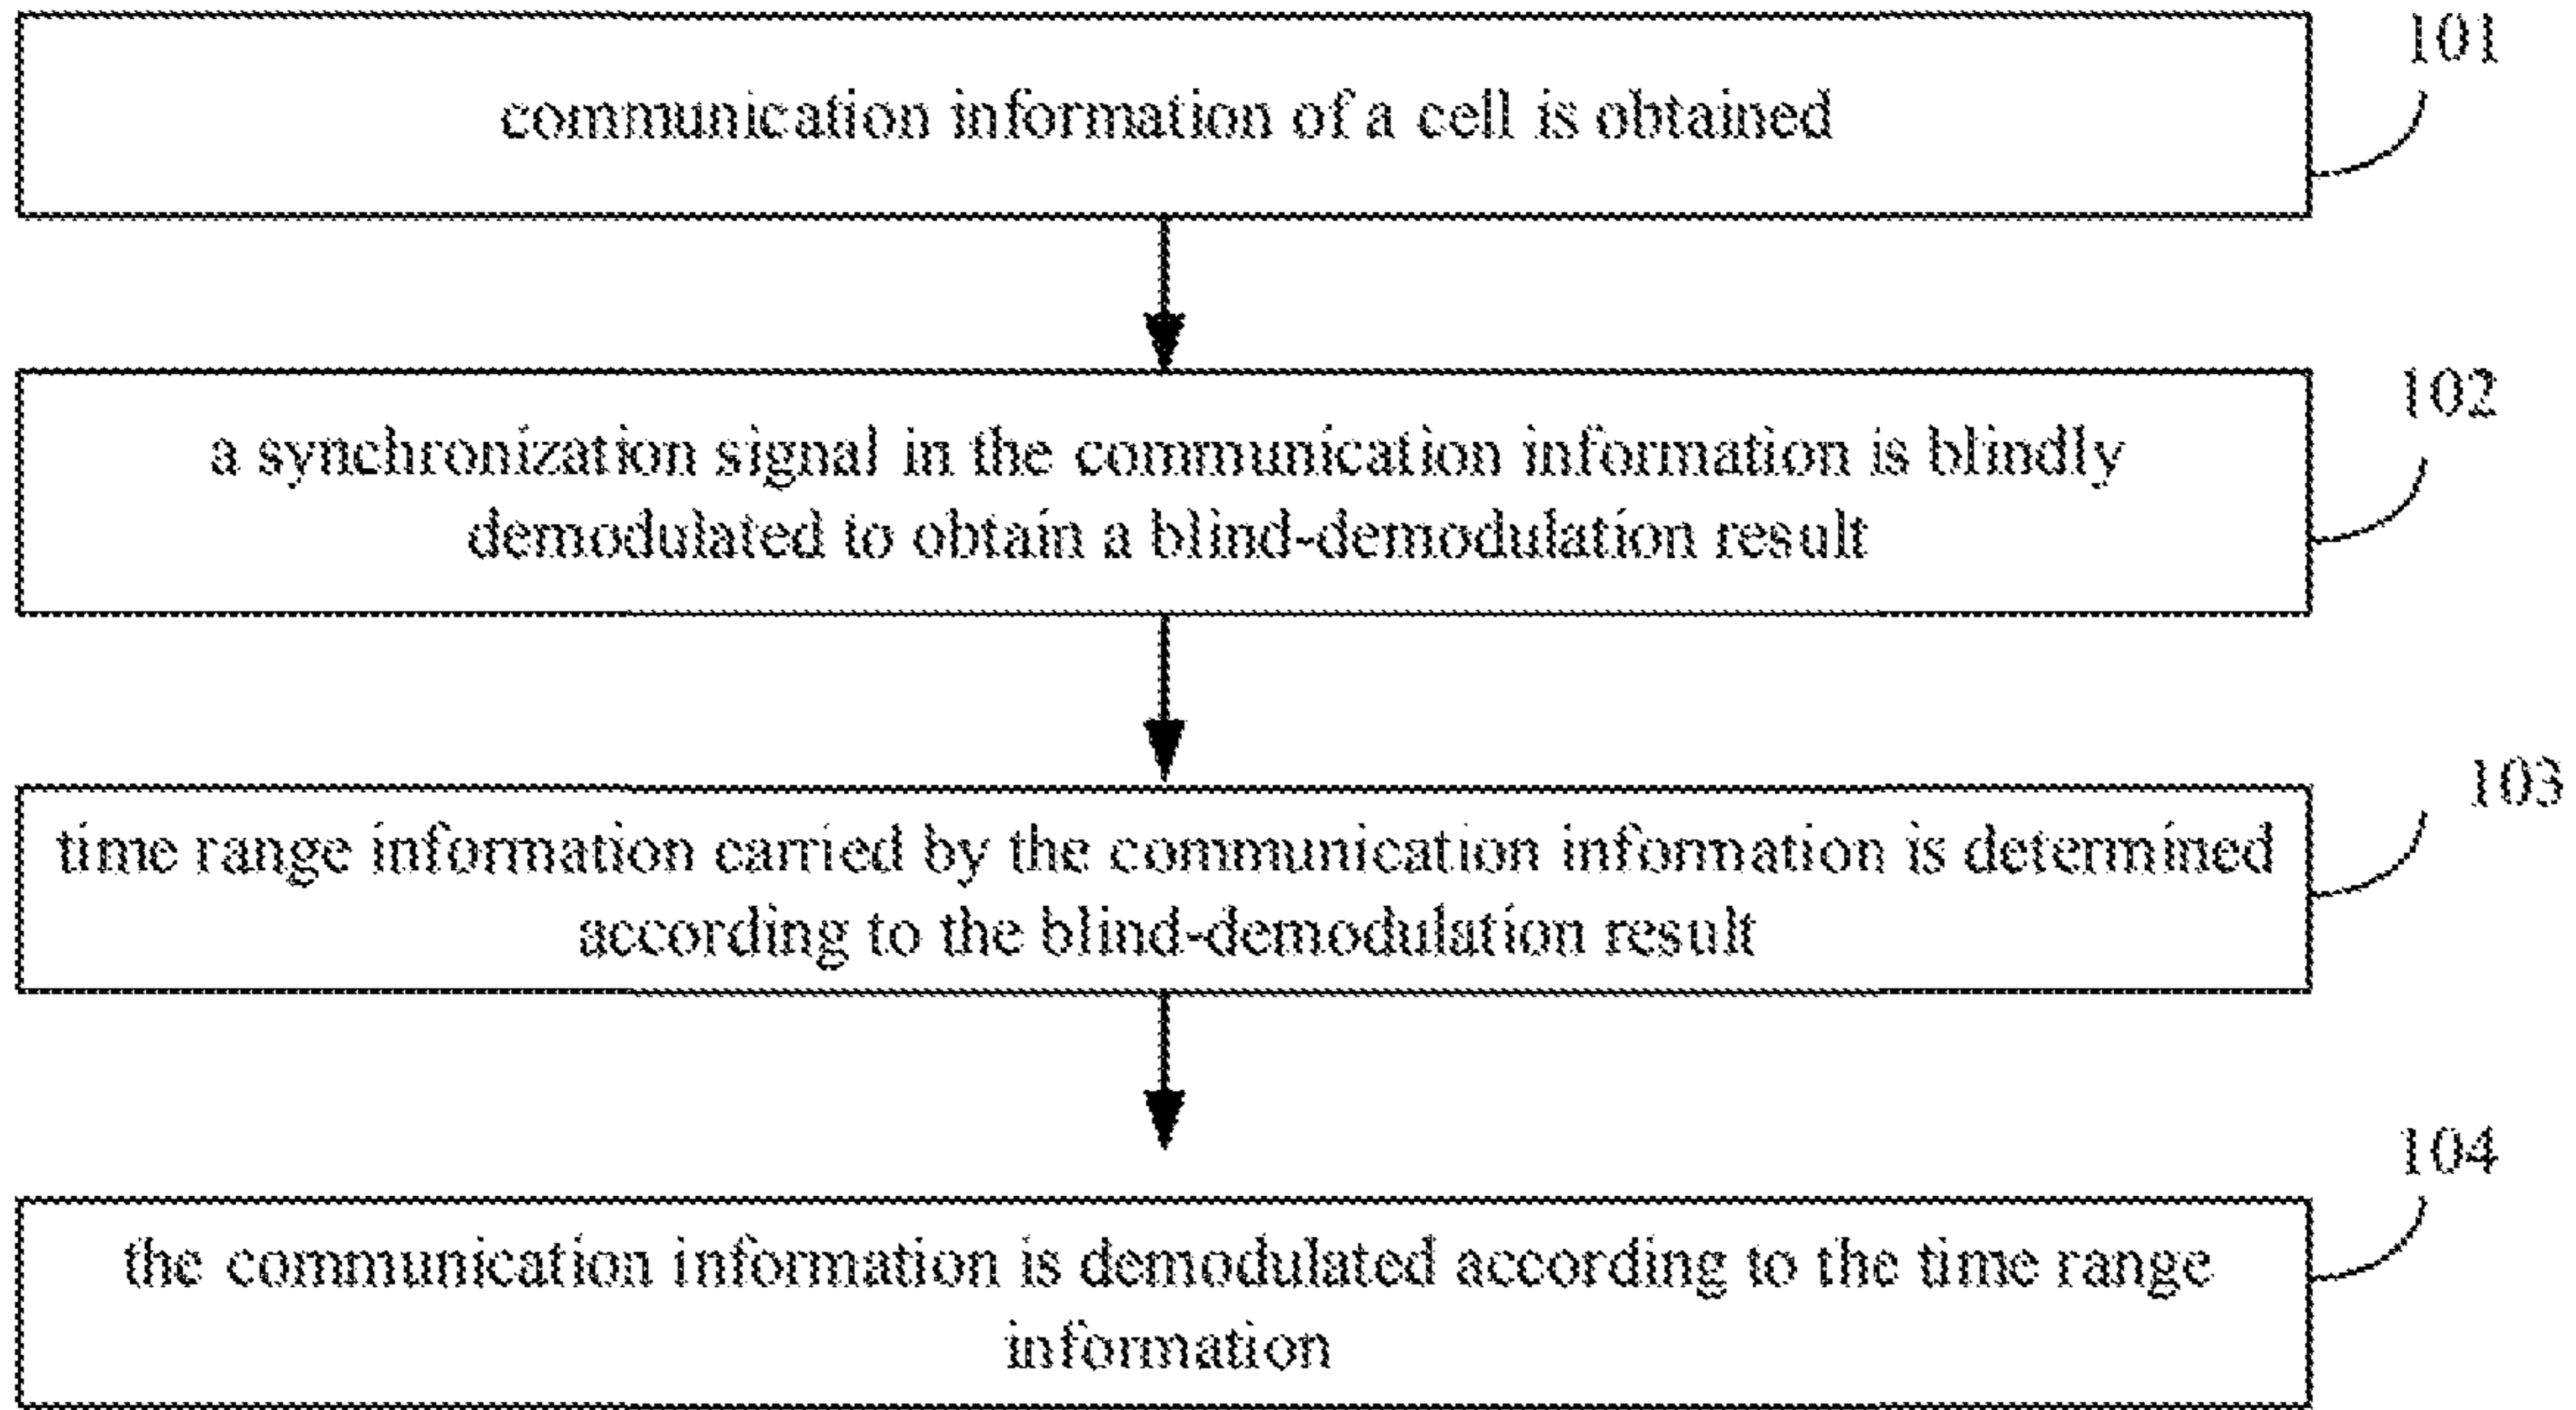 101
communication information of a cell is obtained
102
a synchronization signal in the communication information is blindly
demodulated to obtain a blind-demodulation result
103
time range information carried by the communication information is determined
according to the blind-demodulation result
104
the communication information is demodulated according to the time range
information